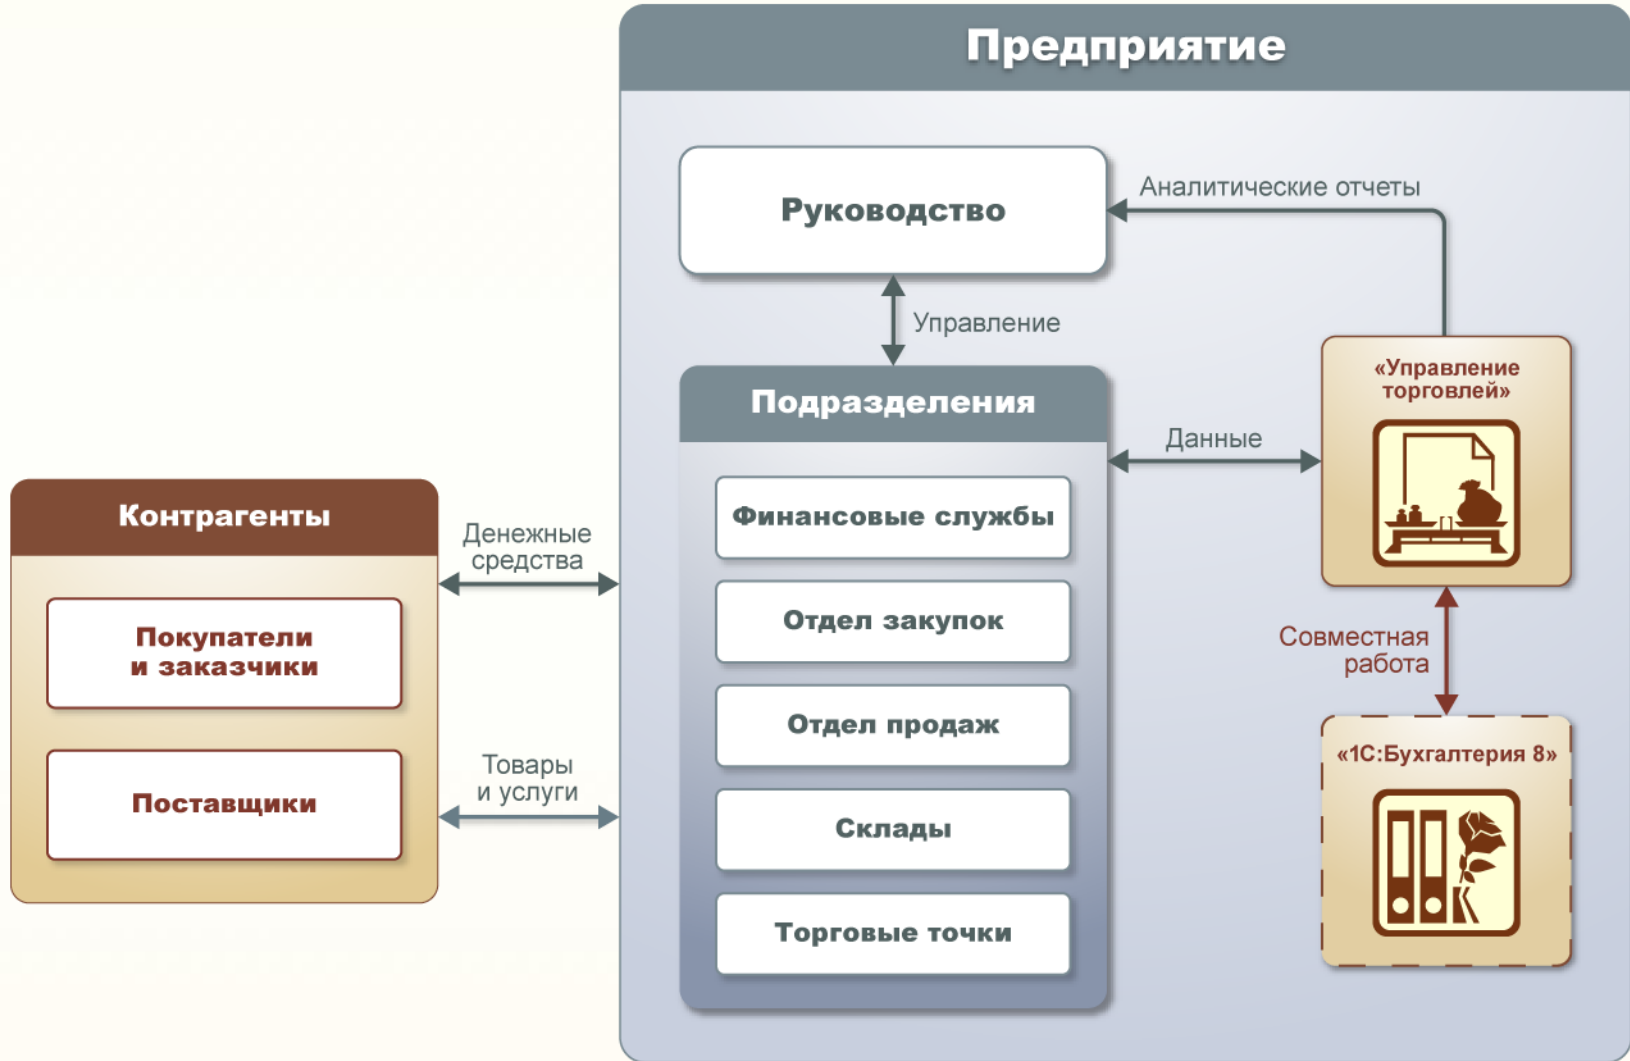 Предприятие
Руководство
Аналитические отчеты
Управление
«Управление
торговлей»
Подразделения
Данные
Финансовые службы
Отдел закупок
Отдел продаж
Склады
Торговые точки
Контрагенты
Покупатели
и заказчики
Поставщики
Денежные
средства
Товары
и услуги
Совместная
работа
«1С:Бухгалтерия 8»